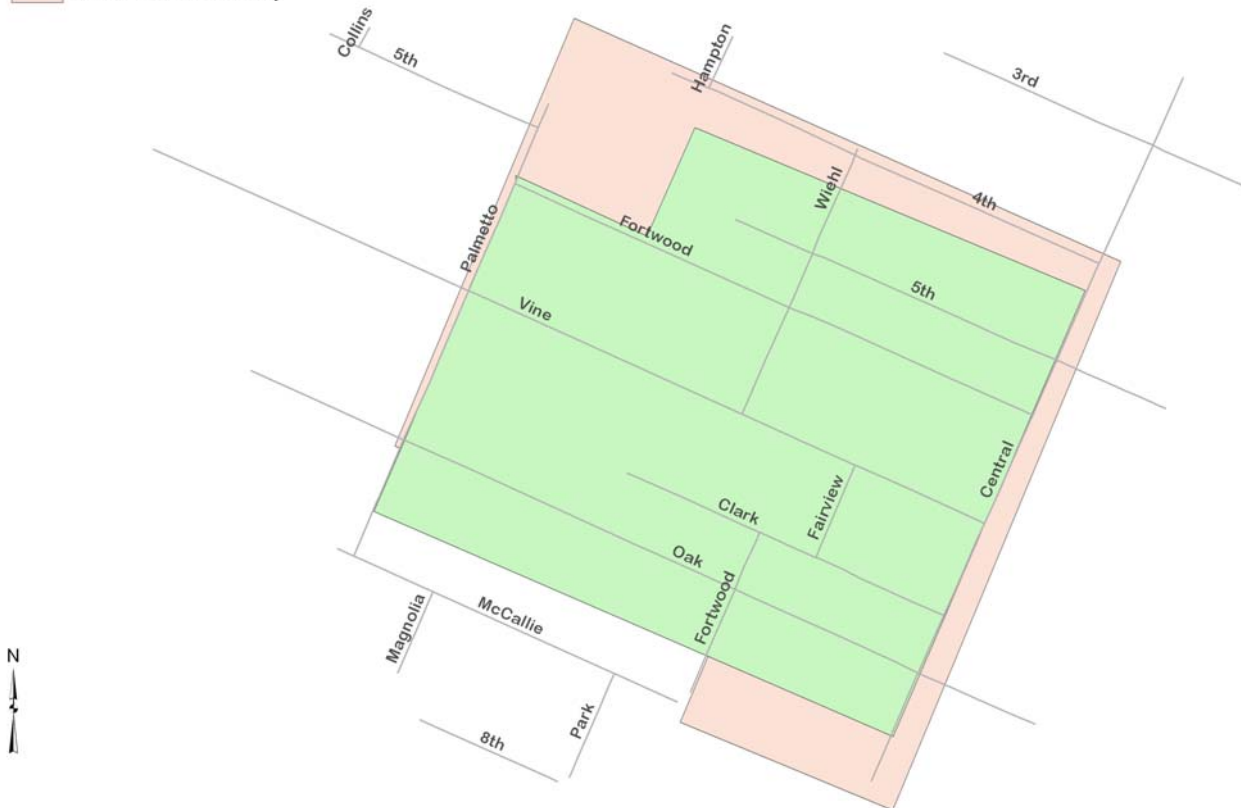 Collins
5th
Hampton
3rd
Wiehl
4th
Palmetto
Fortwood
5th
Vine
Central
Clark
Fairview
Oak
Fortwood
Magnolia
McCallie
Park
8th
N